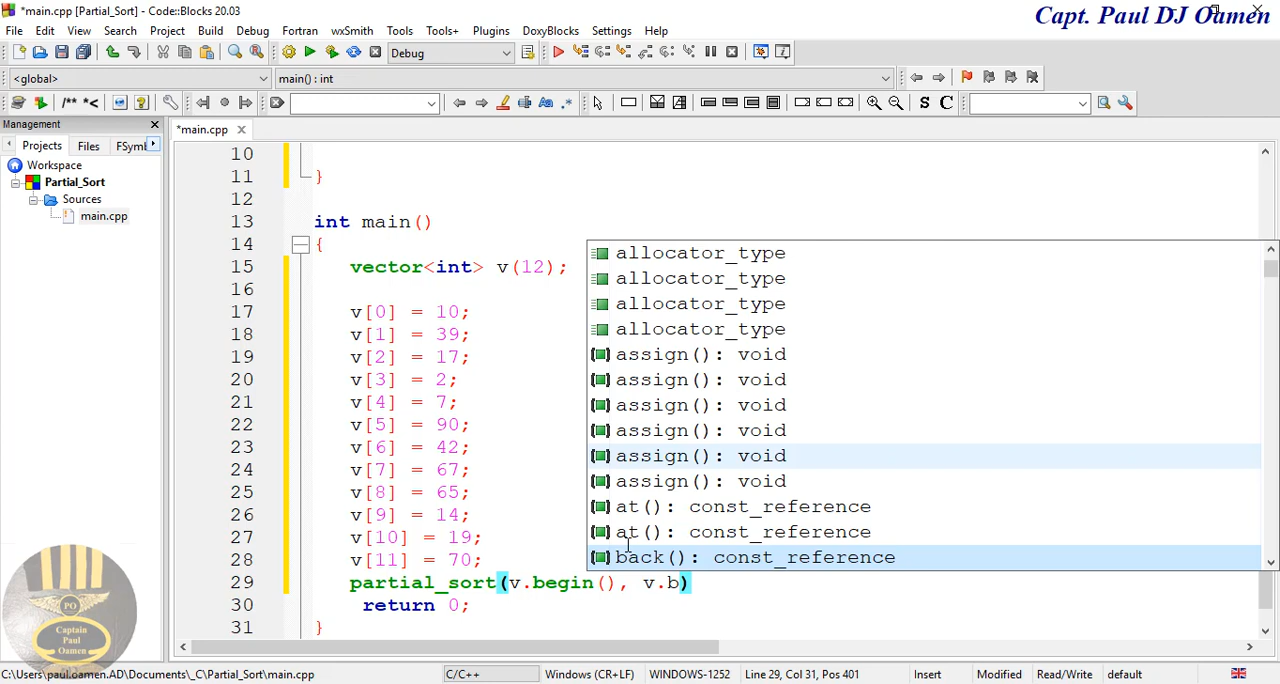 *main.cpp [Partial_Sort] - Code::Blocks 20.03
Capt. Paul DJ Oamen
File Edit View Search Project Build Debug Fortran wxSmith Tools Tools+ Plugins DoxyBlocks Settings Help
Debug
<global> main() : int
/** *<
Aa .*
S C
Management
*main.cpp
Projects Files FSymb
Workspace
Partial_Sort
Sources
main.cpp
10
11 }
12
13 int main()
14 {
15 vector<int> v(12);
16
17 v[0] = 10;
18 v[1] = 39;
19 v[2] = 17;
20 v[3] = 2;
21 v[4] = 7;
22 v[5] = 90;
23 v[6] = 42;
24 v[7] = 67;
25 v[8] = 65;
26 v[9] = 14;
27 v[10] = 19;
28 v[11] = 70;
29 partial_sort(v.begin(), v.b)
30 return 0;
31 }
allocator_type
allocator_type
allocator_type
allocator_type
assign(): void
assign(): void
assign(): void
assign(): void
assign(): void
assign(): void
at(): const_reference
at(): const_reference
back(): const_reference
PO
Captain
Paul
Oamen
C:\Users\paul.oamen.AD\Documents\_C\Partial_Sort\main.cpp C/C++ Windows (CR+LF) WINDOWS-1252 Line 29, Col 31, Pos 401 Insert Modified Read/Write default